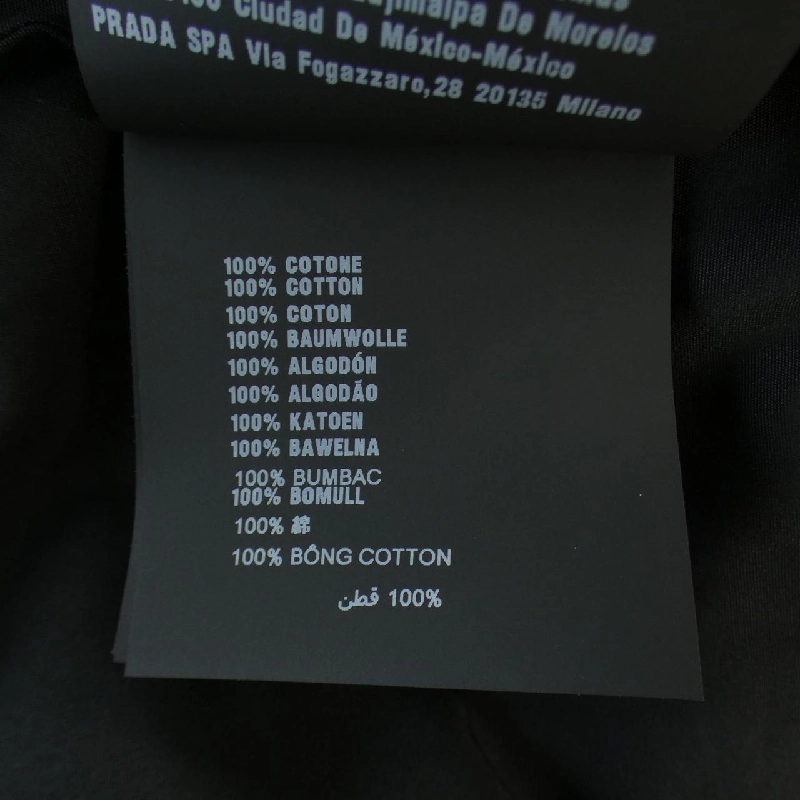 De Morelos
Ciudad De México-México
PRADA SPA Via Fogazzaro,28 20135 Milano
100% COTONE
100% COTTON
100% COTON
100% BAUMWOLLE
100% ALGODÓN
100% ALGODÃO
100% KATOEN
100% BAWELNA
100% BUMBAC
100% BOMULL
100% 綿
100% BÔNG COTTON
100% قطن